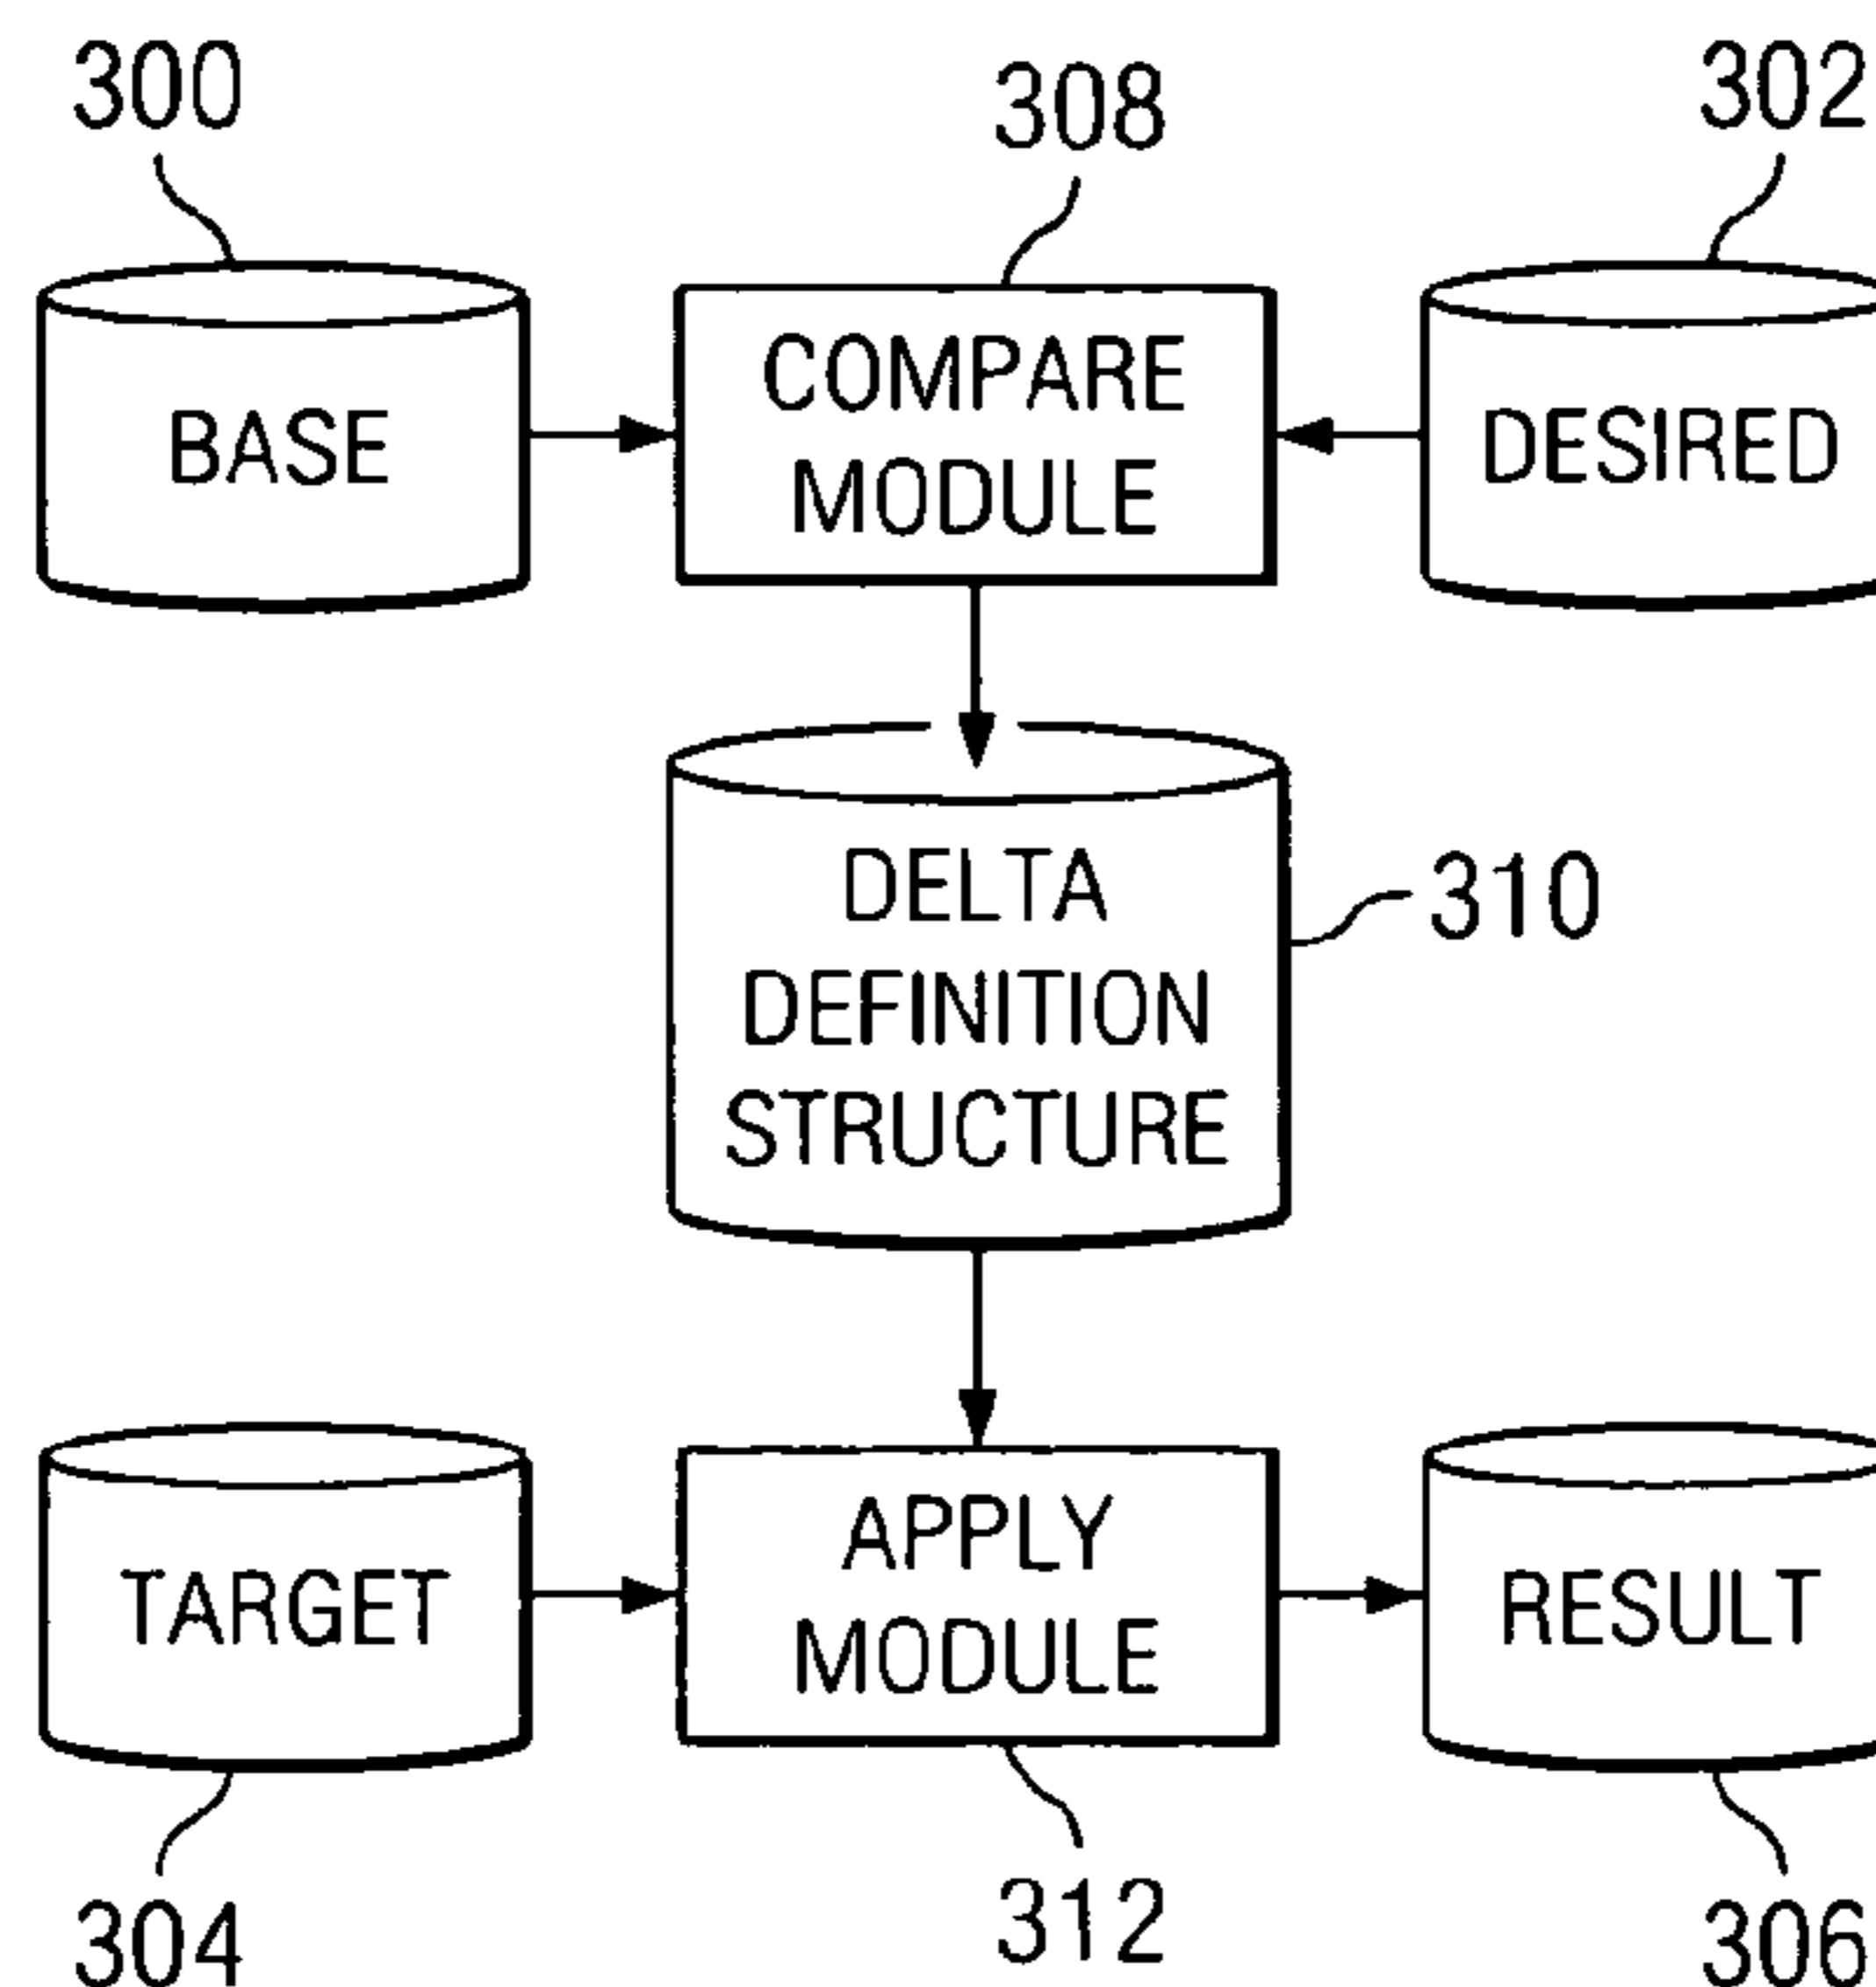 300
308
302
BASE
COMPARE
MODULE
DESIRED
DELTA
DEFINITION
STRUCTURE
310
TARGET
APPLY
MODULE
RESULT
304
312
306